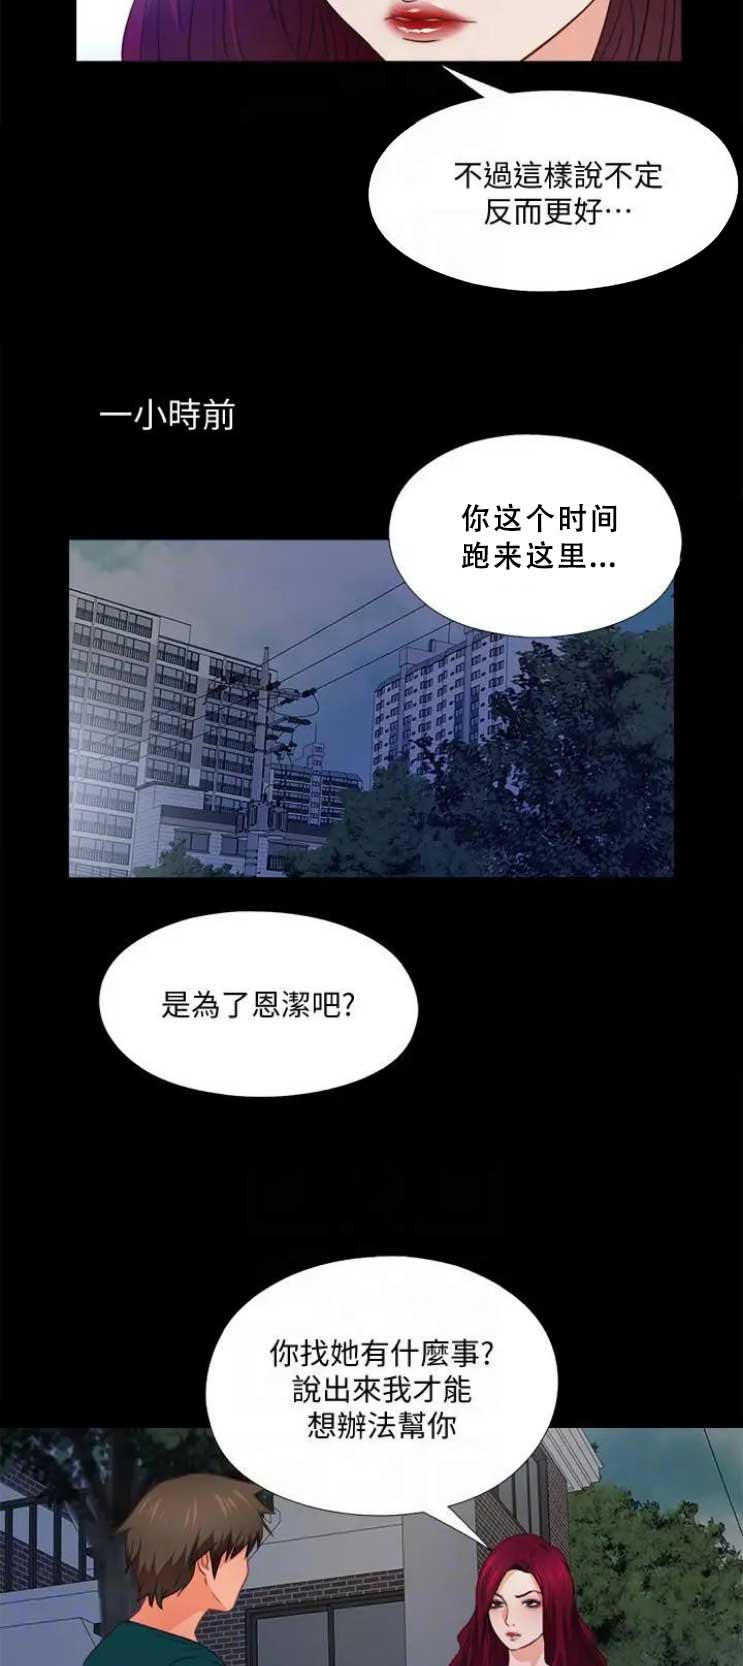 不過這樣說不定
反而更好…
一小時前
你这个时间
跑来这里...
是為了恩潔吧?
你找她有什麼事?
說出來我才能
想辦法幫你